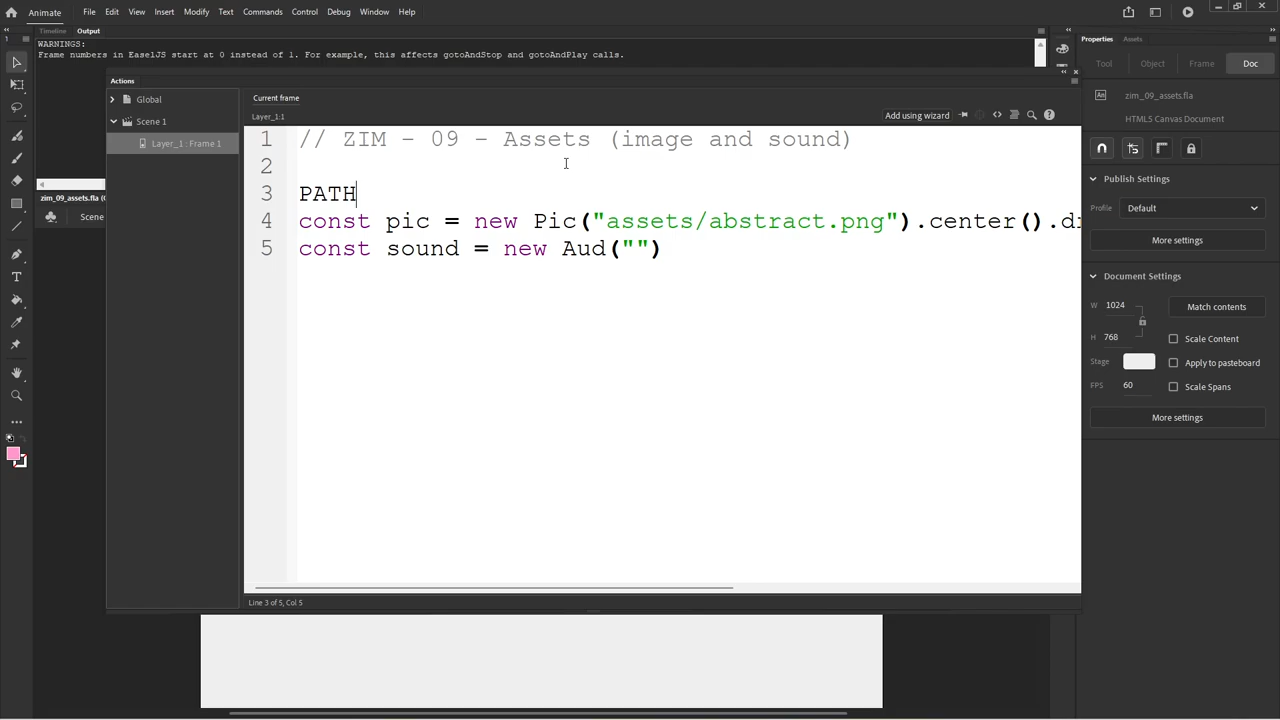 Animate File Edit View Insert Modify Text Commands Control Debug Window Help
Timeline Output
WARNINGS:
Frame numbers in EaselJS start at 0 instead of 1. For example, this affects gotoAndStop and gotoAndPlay calls.
Actions
Global
Scene 1
Layer_1 : Frame 1
Current frame
Layer_1:1
Add using wizard
1 // ZIM - 09 - Assets (image and sound)
2
3 PATH
4 const pic = new Pic("assets/abstract.png").center().dr
5 const sound = new Aud("")
Line 3 of 5, Col 5
zim_09_assets.fla (
Scene
Properties Assets
Tool Object Frame Doc
An zim_09_assets.fla
HTML5 Canvas Document
Publish Settings
Profile Default
More settings
Document Settings
W 1024 Match contents
H 768 Scale Content
Stage Apply to pasteboard
FPS 60 Scale Spans
More settings